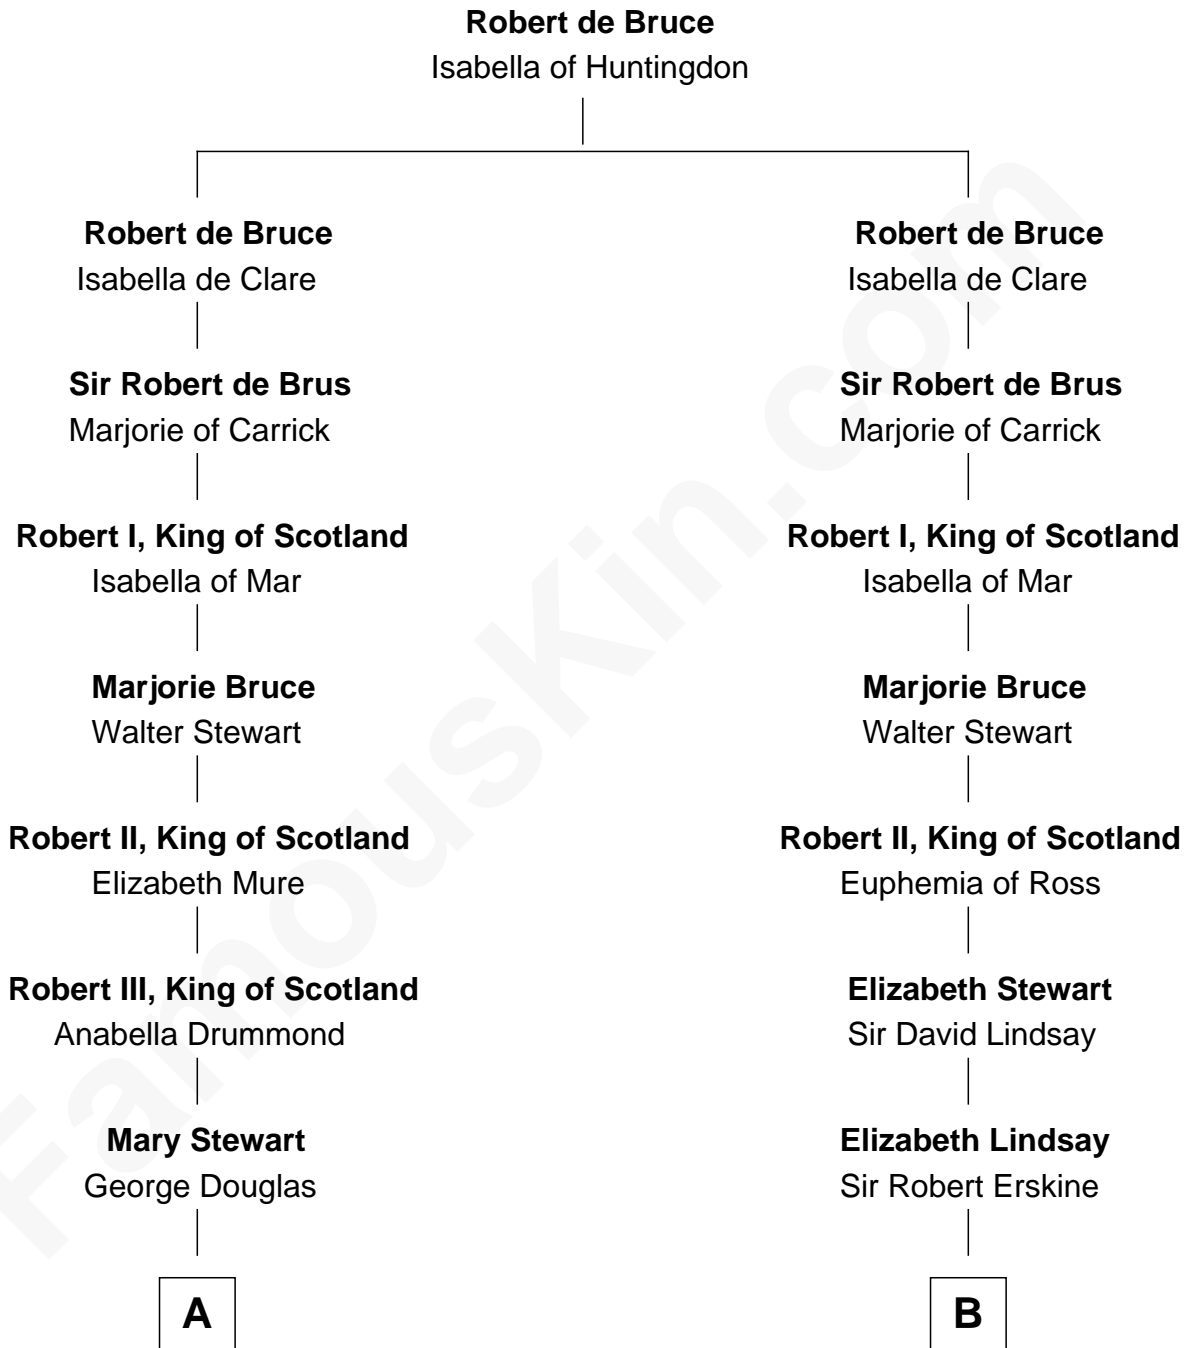 Robert de Bruce
Isabella of Huntingdon
Robert de Bruce
Isabella de Clare
Sir Robert de Brus
Marjorie of Carrick
Robert I, King of Scotland
Isabella of Mar
Marjorie Bruce
Walter Stewart
Robert II, King of Scotland
Elizabeth Mure
Robert III, King of Scotland
Anabella Drummond
Mary Stewart
George Douglas
A
Robert de Bruce
Isabella de Clare
Sir Robert de Brus
Marjorie of Carrick
Robert I, King of Scotland
Isabella of Mar
Marjorie Bruce
Walter Stewart
Robert II, King of Scotland
Euphemia of Ross
Elizabeth Stewart
Sir David Lindsay
Elizabeth Lindsay
Sir Robert Erskine
B
FamousKin.com